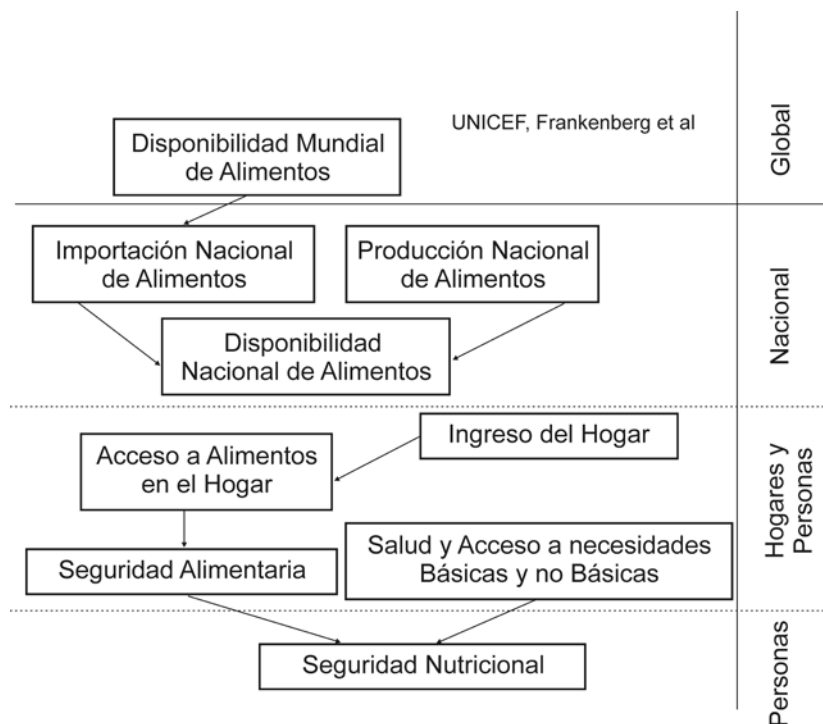 UNICEF, Frankenberg et al
Global
Disponibilidad Mundial
de Alimentos
Importación Nacional
de Alimentos
Producción Nacional
de Alimentos
Nacional
Disponibilidad
Nacional de Alimentos
Ingreso del Hogar
Acceso a Alimentos
en el Hogar
Hogares y
Personas
Salud y Acceso a necesidades
Básicas y no Básicas
Seguridad Alimentaria
Seguridad Nutricional
Personas